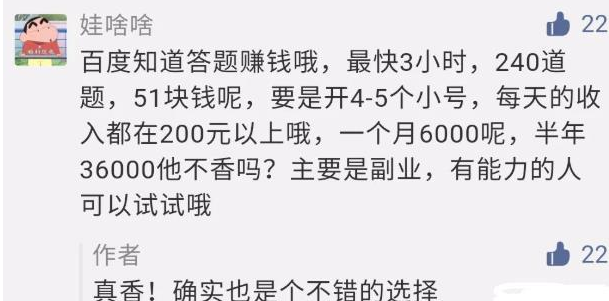 娃啥啥 22
百度知道答题赚钱哦，最快3小时，240道
题，51块钱呢，要是开4-5个小号，每天的收
入都在200元以上哦，一个月6000呢，半年
36000他不香吗？主要是副业，有能力的人
可以试试哦
作者 22
真香！确实也是个不错的选择